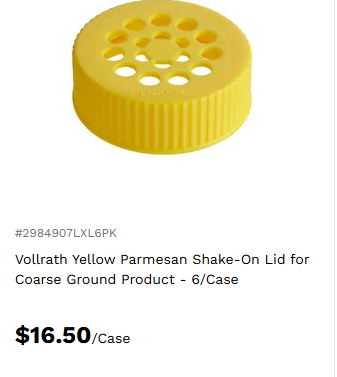 #2984907LXL6PK
Vollrath Yellow Parmesan Shake-On Lid for
Coarse Ground Product - 6/Case
$16.50/Case